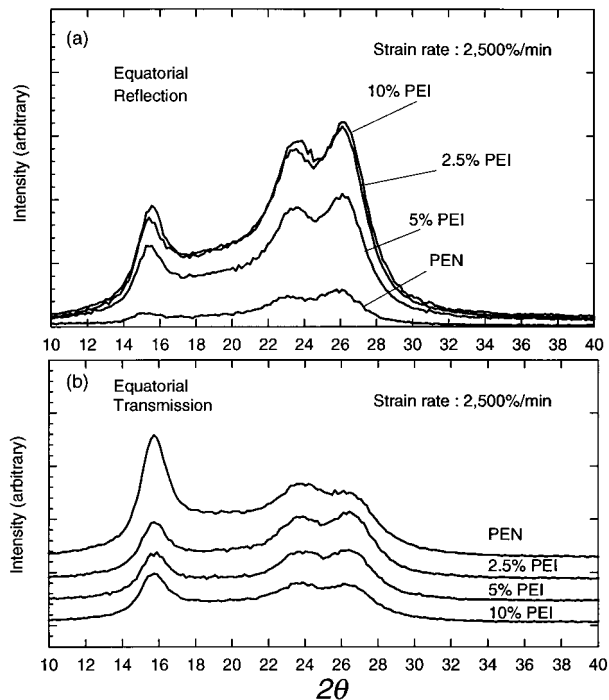 (a)
Strain rate : 2,500%/min
Equatorial
Reflection
10% PEI
2.5% PEI
5% PEI
PEN
Intensity (arbitrary)
10 12 14 16 18 20 22 24 26 28 30 32 34 36 38 40
(b)
Equatorial
Transmission
Strain rate : 2,500%/min
PEN
2.5% PEI
5% PEI
10% PEI
Intensity (arbitrary)
10 12 14 16 18 20 22 24 26 28 30 32 34 36 38 40
2θ